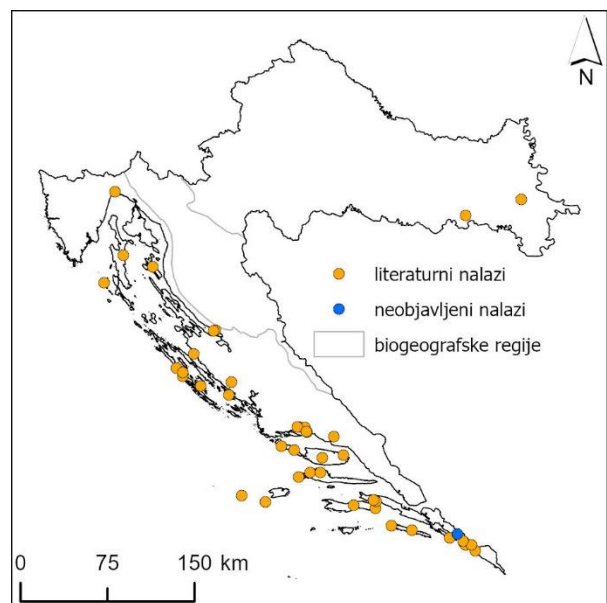 N
literaturni nalazi
neobjavljeni nalazi
biogeografske regije
0 75 150 km